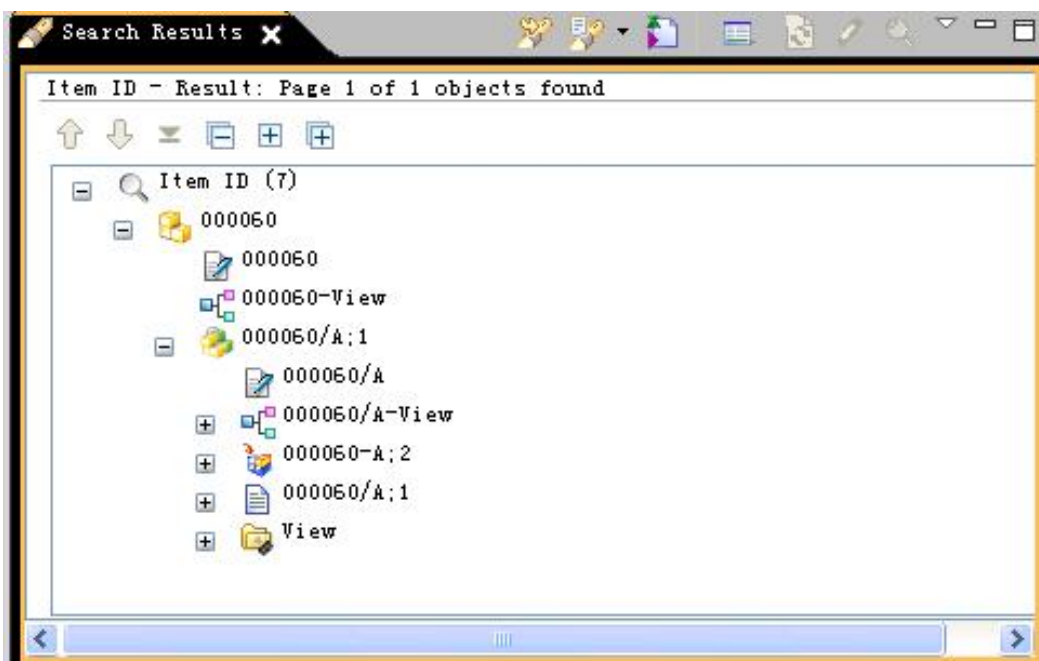 Search Results
Item ID - Result: Page 1 of 1 objects found
Item ID (7)
000060
000060
000060-View
000060/A;1
000060/A
000060/A-View
000060-A;2
000060/A;1
View